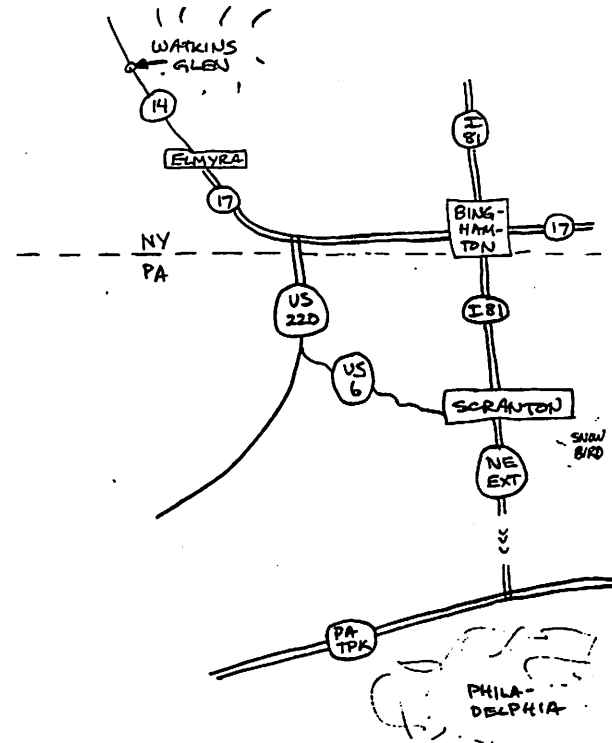 WATKINS
GLEN
14
I
81
ELMYRA
17
BING-
HAM-
TON
17
NY
PA
US
220
I81
US
6
SCRANTON
SNOW
BIRD
NE
EXT
PA
TPK
PHILA-
DELPHIA